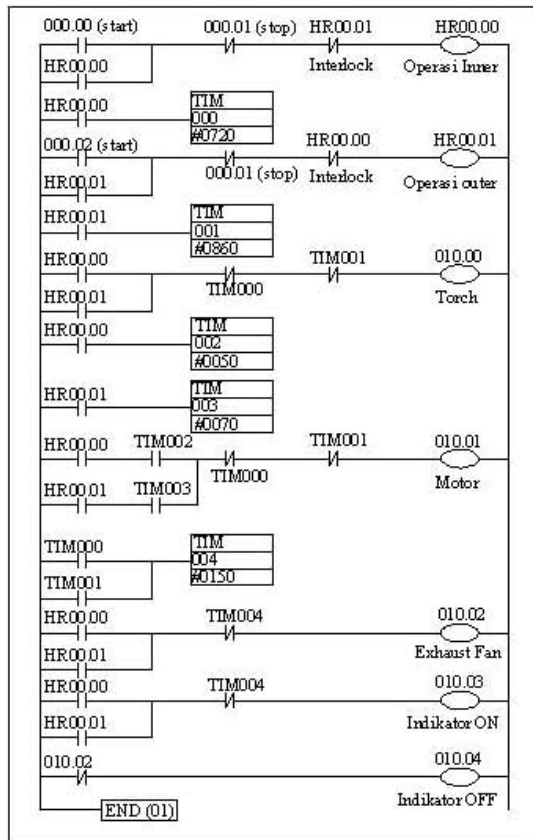 000.00 (start) 000.01 (stop) HR00.01 HR00.00
HR00.00 Interlock Operasi Inner
HR00.00 TIM
000
#0720
000.02 (start) HR00.00 HR00.01
000.01 (stop) Interlock Operasi outer
HR00.01
HR00.01 TIM
001
#0860
HR00.00 TIM001 010.00
HR00.01 TIM000 Torch
HR00.00 TIM
002
#0050
HR00.01 TIM
003
#0070
HR00.00 TIM002 TIM001 010.01
TIM000 Motor
HR00.01 TIM003
TIM000 TIM
004
#0150
TIM001
HR00.00 TIM004 010.02
HR00.01 Exhaust Fan
HR00.00 TIM004 010.03
HR00.01 Indikator ON
010.02 010.04
Indikator OFF
END (01)